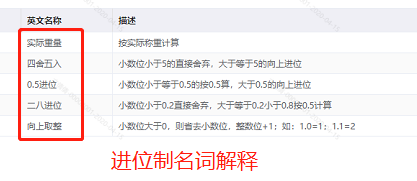 英文名称 描述
实际重量 按实际称重计算
四舍五入 小数位小于5的直接舍弃，大于等于5的向上进位
0.5进位 小数位小于等于0.5的按0.5算，大于0.5的向上进位
二八进位 小数位小于0.2直接舍弃，大于等于0.2小于0.8按0.5计算
向上取整 小数位大于0，则省去小数位，整数位+1；如：1.0=1；1.1=2
进位制名词解释